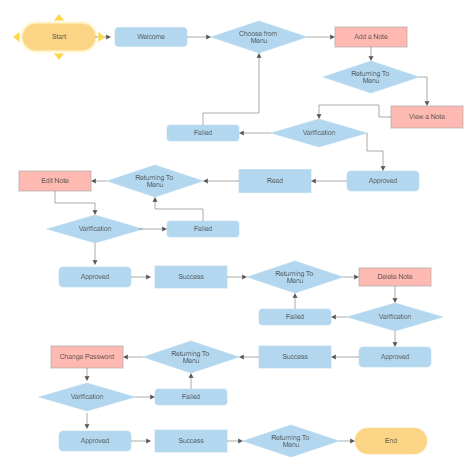 Start
Welcome
Choose from
Menu
Add a Note
Returning To
Menu
View a Note
Failed
Varification
Approved
Read
Returning To
Menu
Edit Note
Varification
Failed
Approved
Success
Returning To
Menu
Delete Note
Failed
Varification
Approved
Success
Returning To
Menu
Change Password
Varification
Failed
Approved
Success
Returning To
Menu
End